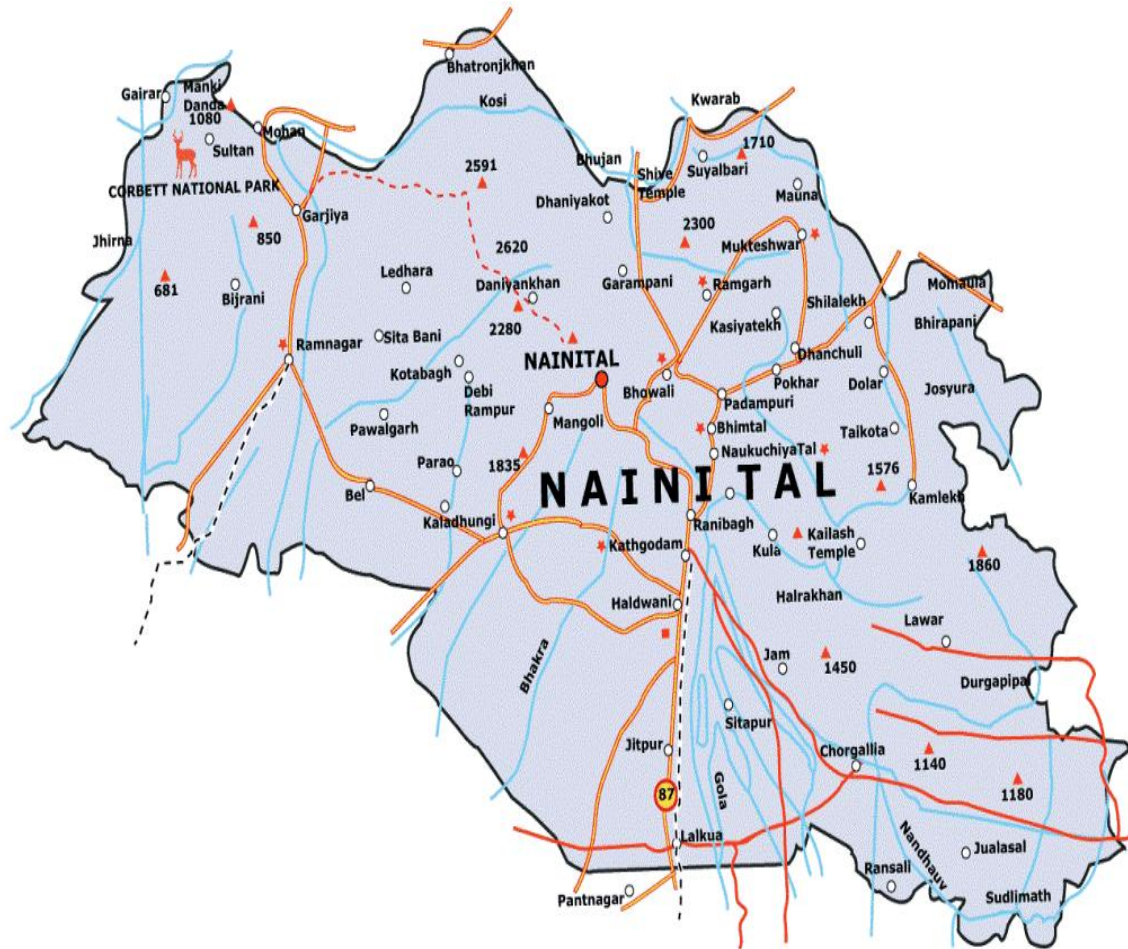 Bhatronjkhan
Gairar
Manki
Danda
1080
Kosi
Kwarab
Mohan
Sultan
CORBETT NATIONAL PARK
2591
Bhujan
Shive
Temple
Suyalbari
1710
Mauna
Dhaniyakot
Garjiya
850
Jhirna
681
Bijrani
2620
2300
Mukteshwar
Ledhara
Daniyankhan
Garampani
Ramgarh
Shilalekh
Momaula
Kasiyatekh
Bhirapani
2280
Sita Bani
Ramnagar
NAINITAL
Dhanchuli
Kotabagh
Debi
Rampur
Bhowali
Pokhar
Dolar
Josyura
Padampuri
Pawalgarh
Mangoli
Bhimtal
Taikota
NaukuchiyaTal
Parao
1835
1576
NAINITAL
Bel
Kamlekh
Kaladhungi
Ranibagh
Kathgodam
Kula
Kailash
Temple
1860
Haldwani
Halrakhan
Lawar
Bhakra
Jam
1450
Durgapipal
Sitapur
Jitpur
Chorgallia
1140
1180
87
Gola
Lalkua
Nandhauv
Jualasal
Ransali
Pantnagar
Sudlimath